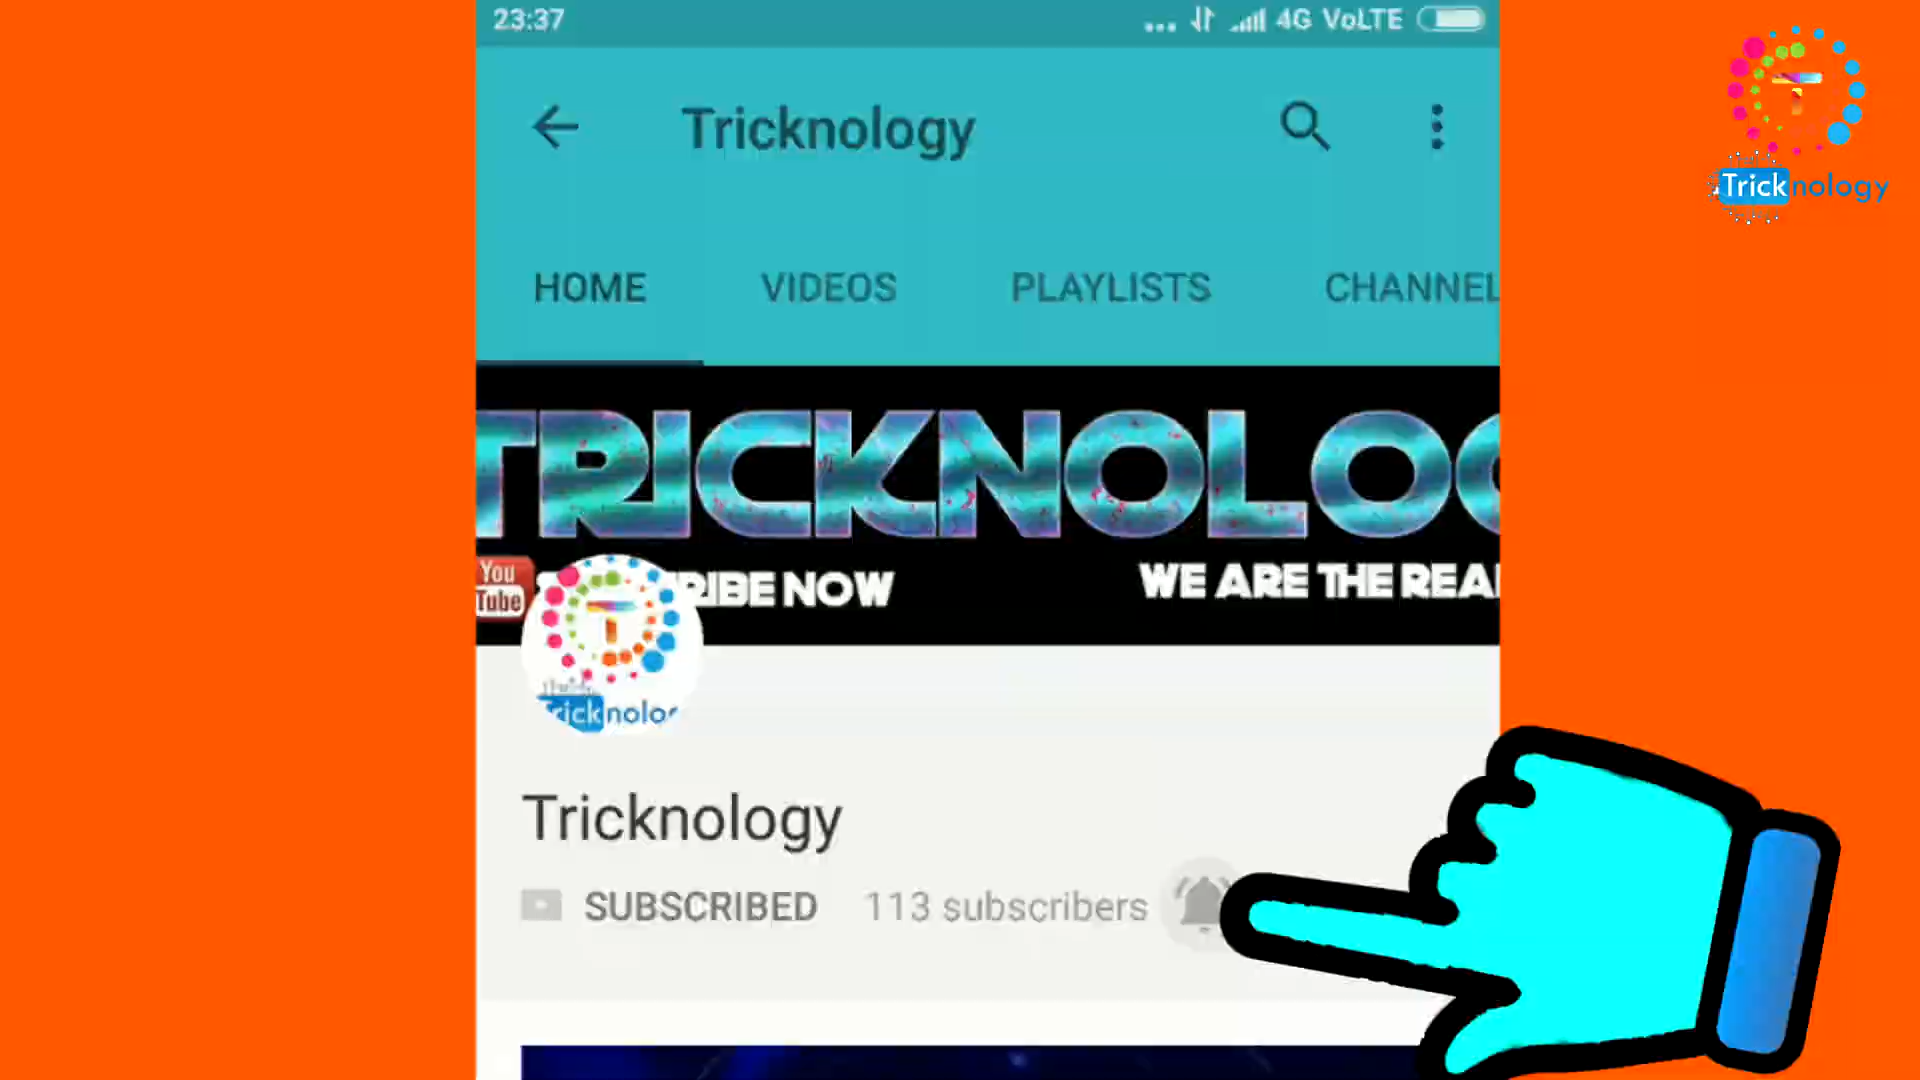 23:37
... 4G VoLTE
Tricknology
HOME VIDEOS PLAYLISTS CHANNEL
TRICKNOLOG
You
Tube
RIBE NOW
WE ARE THE REA
Tricknology
SUBSCRIBED 113 subscribers
Tricknology